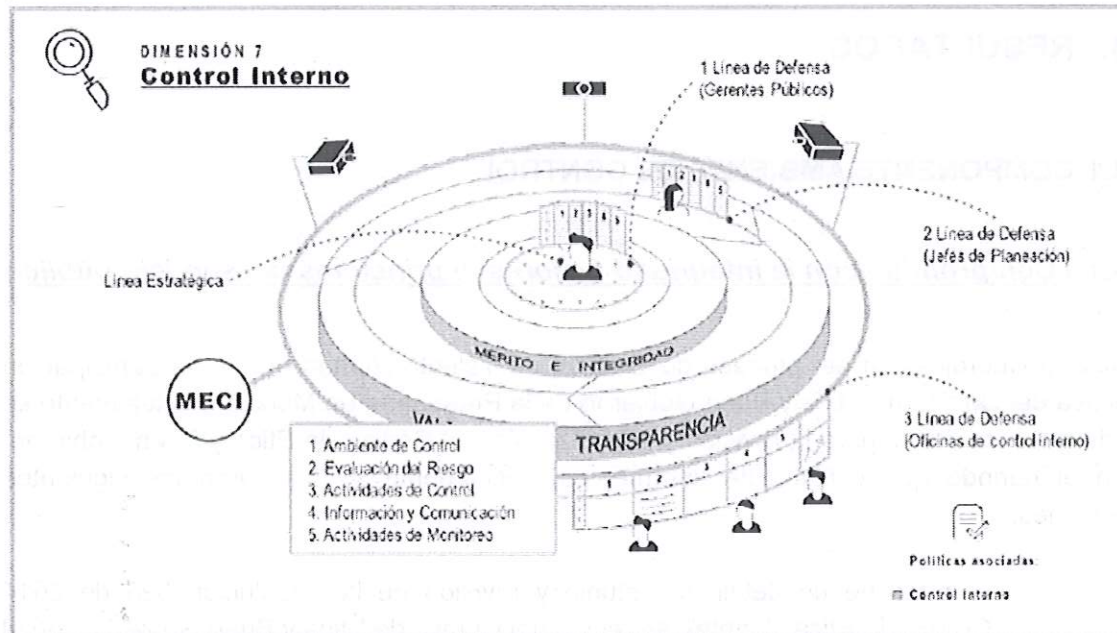 DIMENSIÓN 7
Control Interno
1 Línea de Defensa
(Gerentes Públicos)
2 Línea de Defensa
(Jefes de Planeación)
Línea Estratégica
MERITO E INTEGRIDAD
MECI
TRANSPARENCIA
3 Línea de Defensa
(Oficinas de control interno)
1. Ambiente de Control
2. Evaluación del Riesgo
3. Actividades de Control
4. Información y Comunicación
5. Actividades de Monitoreo
Políticas asociadas:
Control Interno